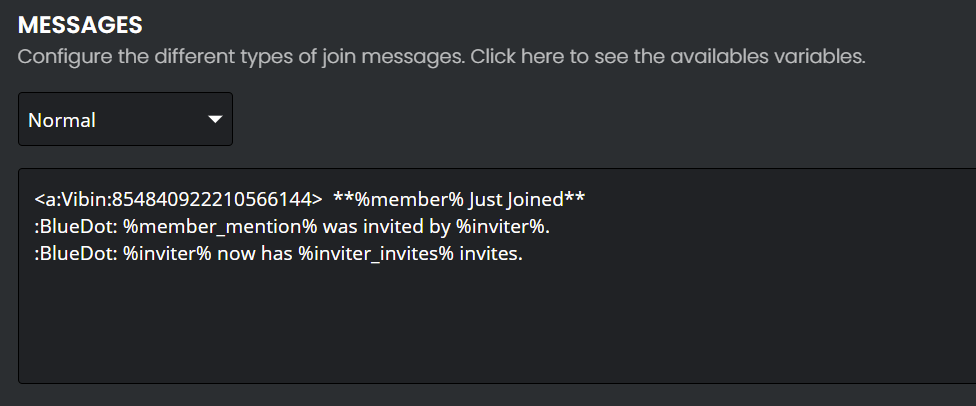 MESSAGES
Configure the different types of join messages. Click here to see the availables variables.
Normal
<a:Vibin:854840922210566144>  **%member% Just Joined**
:BlueDot: %member_mention% was invited by %inviter%.
:BlueDot: %inviter% now has %inviter_invites% invites.